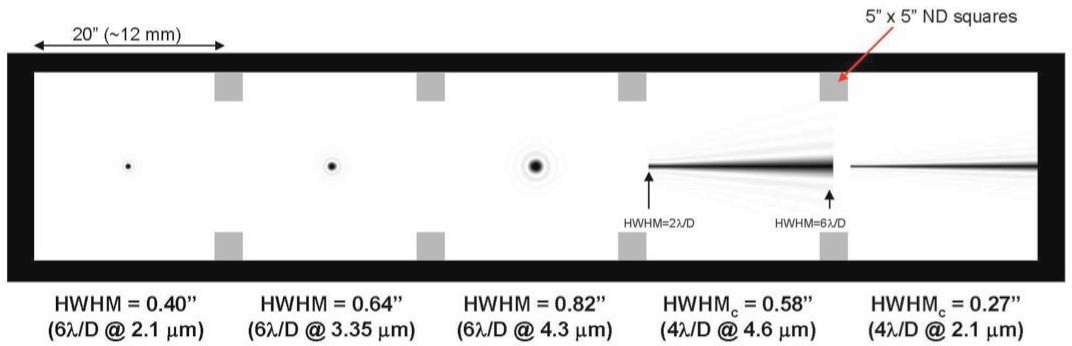 5” x 5” ND squares
20” (~12 mm)
HWHM=2λ/D
HWHM=6λ/D
HWHM = 0.40”
(6λ/D @ 2.1 μm)
HWHM = 0.64”
(6λ/D @ 3.35 μm)
HWHM = 0.82”
(6λ/D @ 4.3 μm)
HWHMc = 0.58”
(4λ/D @ 4.6 μm)
HWHMc = 0.27”
(4λ/D @ 2.1 μm)